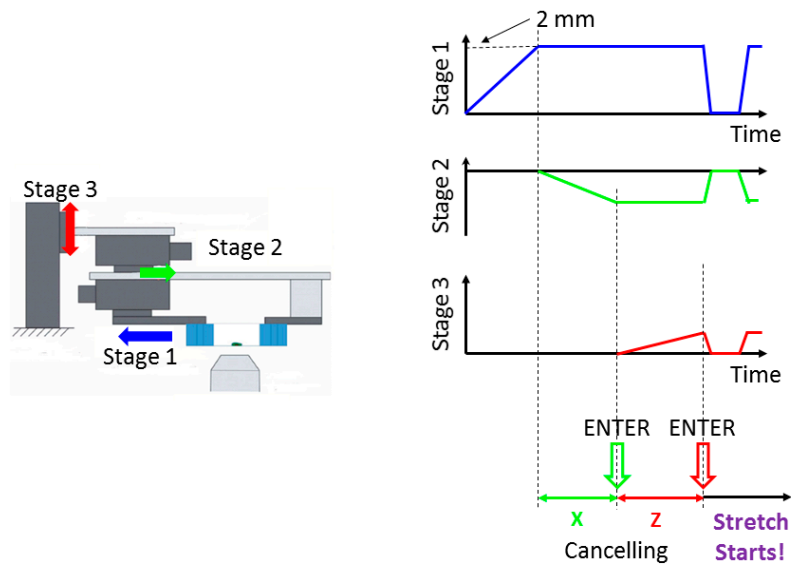 2 mm
Stage 1
Time
Stage 3
Stage 2
Stage 1
Stage 2
Stage 3
Time
ENTER ENTER
X Z Stretch
Starts!
Cancelling